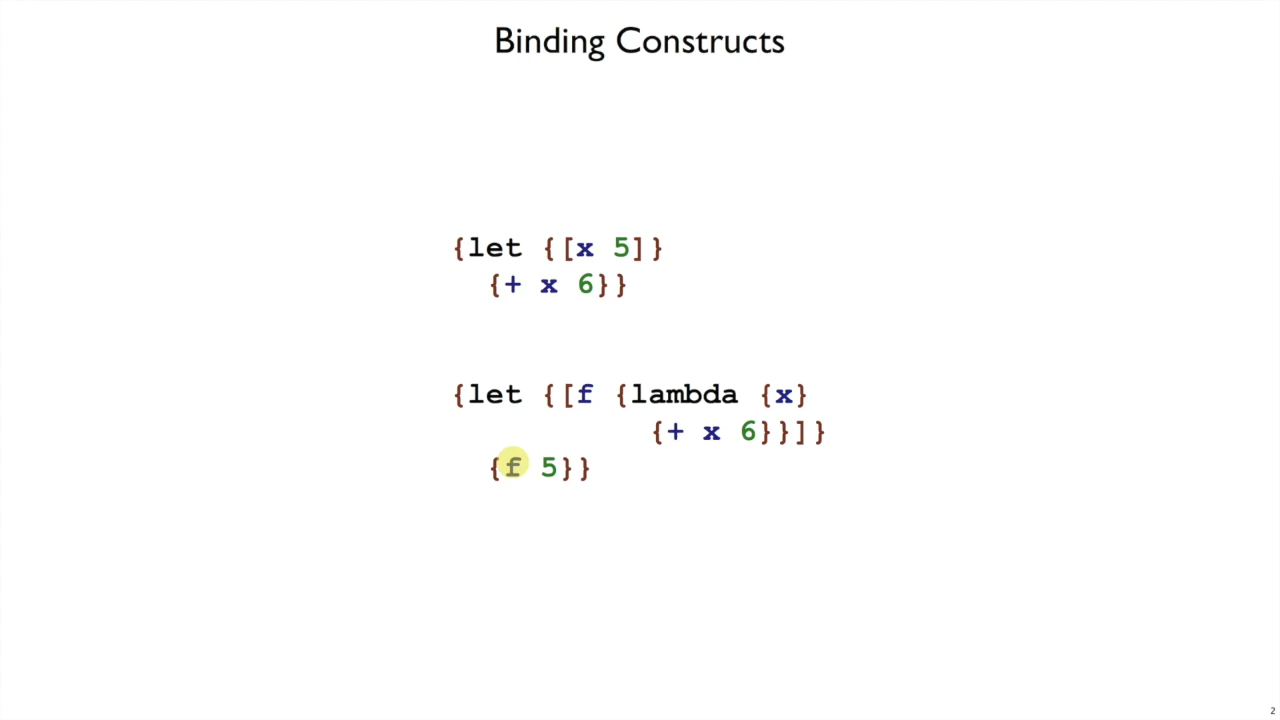 Binding Constructs
{let {[x 5]}
{+ x 6}}
{let {[f {lambda {x}
{+ x 6}}]}
{f 5}}
2